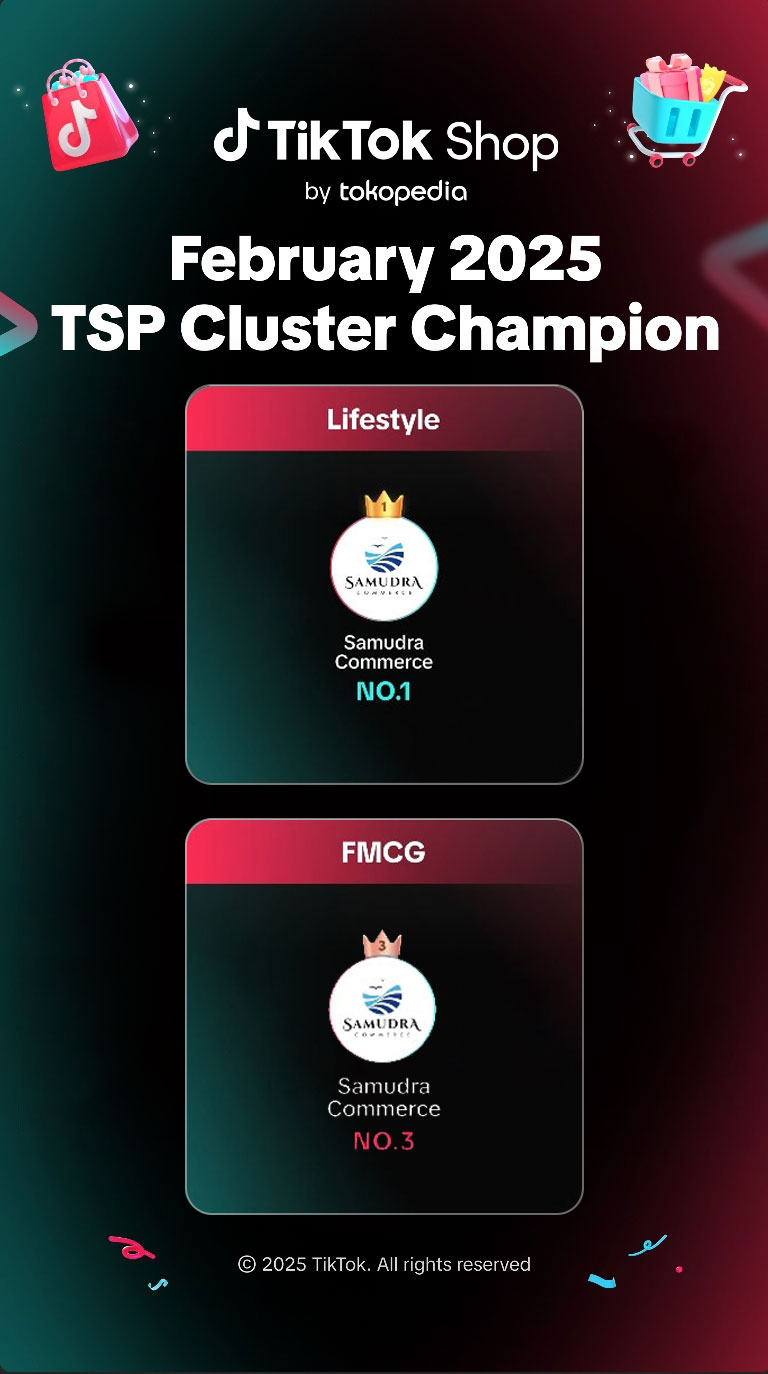 TikTok Shop
by tokopedia
February 2025
TSP Cluster Champion
Lifestyle
1
SAMUDRA
COMMERCE
Samudra
Commerce
NO.1
FMCG
3
SAMUDRA
COMMERCE
Samudra
Commerce
NO.3
© 2025 TikTok. All rights reserved